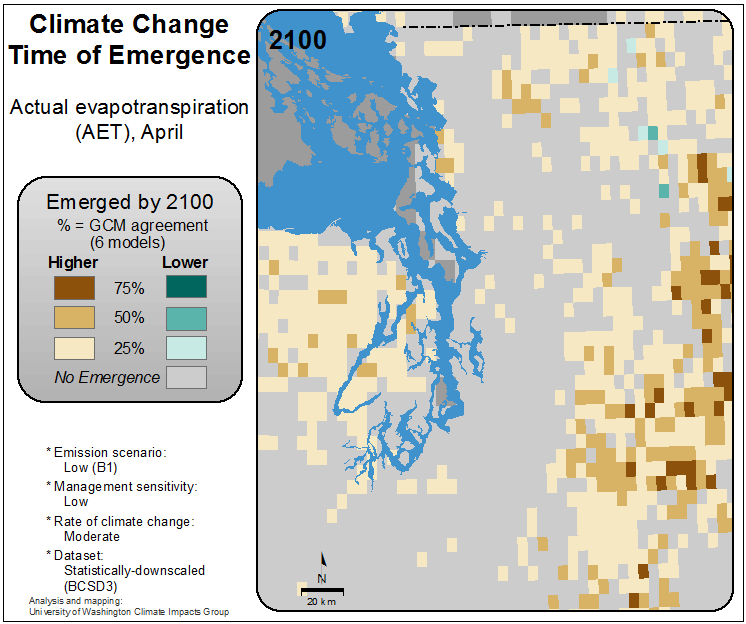 Climate Change
Time of Emergence
Actual evapotranspiration
(AET), April
Emerged by 2100
% = GCM agreement
(6 models)
Higher Lower
75%
50%
25%
No Emergence
* Emission scenario:
Low (B1)
* Management sensitivity:
Low
* Rate of climate change:
Moderate
* Dataset:
Statistically-downscaled
(BCSD3)
Analysis and mapping:
University of Washington Climate Impacts Group
2100
N
20 km